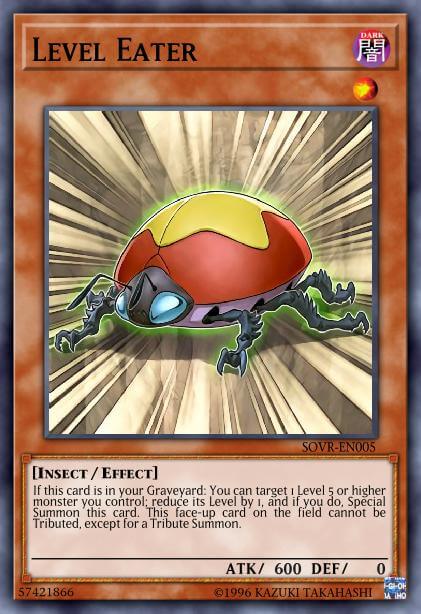 Level Eater
DARK
闇
SOVR-EN005
[Insect / Effect]
If this card is in your Graveyard: You can target 1 Level 5 or higher
monster you control; reduce its Level by 1, and if you do, Special
Summon this card. This face-up card on the field cannot be
Tributed, except for a Tribute Summon.
ATK/ 600 DEF/ 0
57421866 ©1996 KAZUKI TAKAHASHI